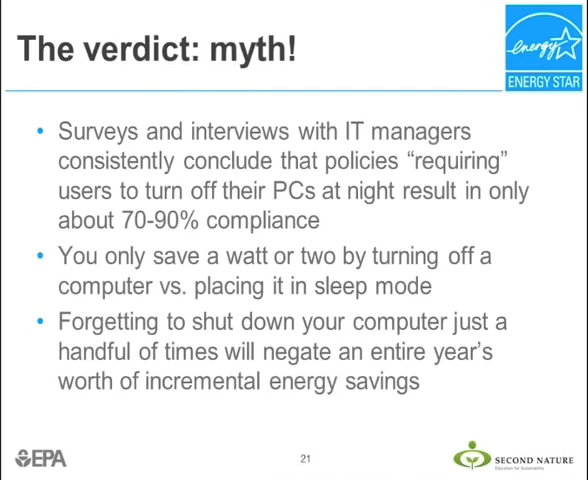 The verdict: myth!
energy
ENERGY STAR
• Surveys and interviews with IT managers
consistently conclude that policies “requiring”
users to turn off their PCs at night result in only
about 70-90% compliance
• You only save a watt or two by turning off a
computer vs. placing it in sleep mode
• Forgetting to shut down your computer just a
handful of times will negate an entire year’s
worth of incremental energy savings
EPA
21
SECOND NATURE
Education for Sustainability